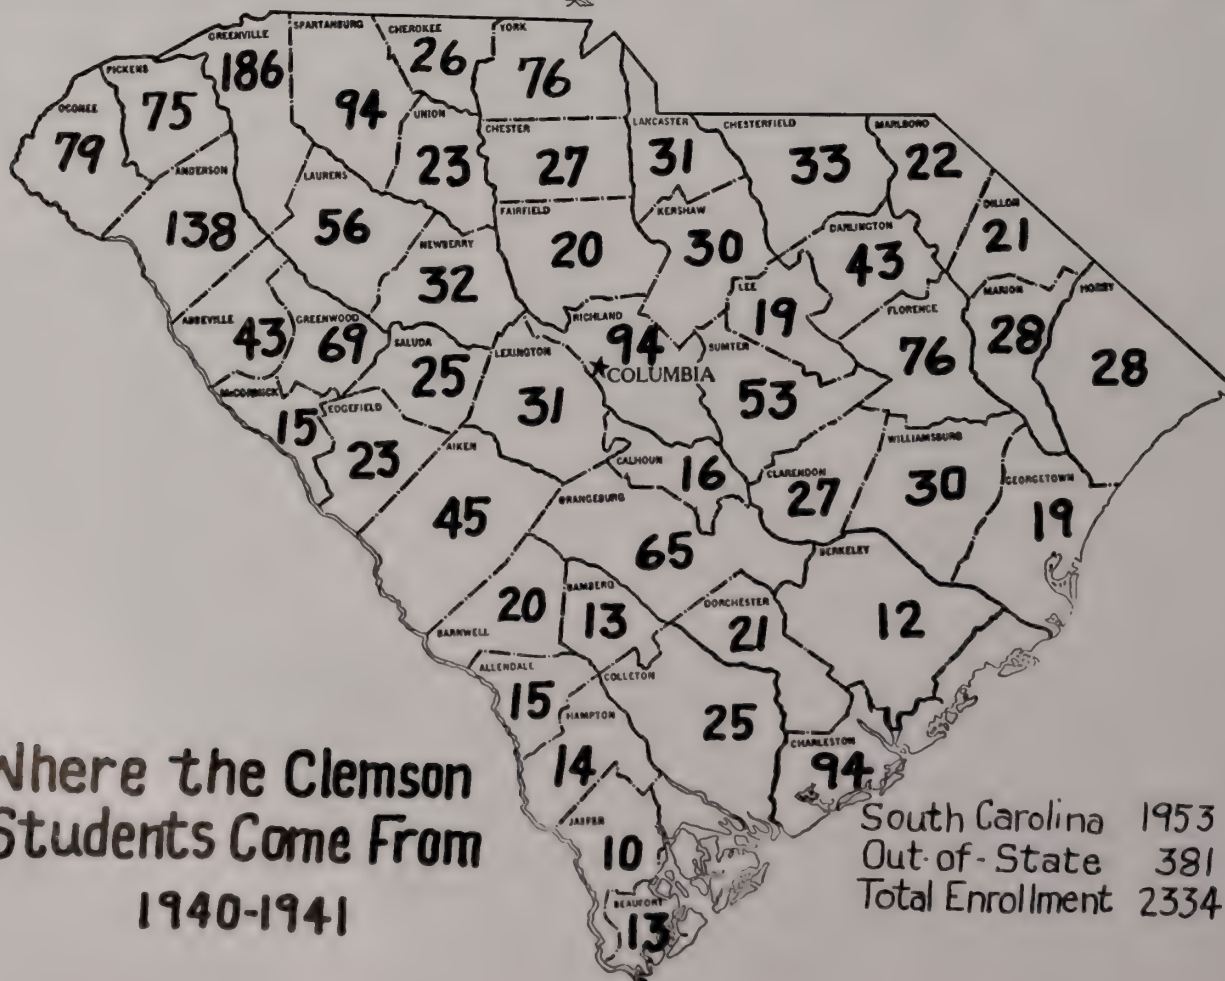 SPARTANBURG
CHEROKEE
YORK
GREENVILLE
26
76
186
PICKENS
75
94
OCONEE
79
UNION
23
CHESTER
27
LANCASTER
31
CHESTERFIELD
33
MARLBORO
22
ANDERSON
138
LAURENS
56
FAIRFIELD
20
KERSHAW
30
DILLON
21
DARLINGTON
43
NEWBERRY
32
LEE
19
MARION
28
HORRY
28
ABBEVILLE
43
GREENWOOD
69
SALUDA
25
LEXINGTON
31
RICHLAND
94
COLUMBIA
SUMTER
53
FLORENCE
76
McCORMICK
15
EDGEFIELD
23
AIKEN
45
CALHOUN
16
CLARENDON
27
WILLIAMSBURG
30
GEORGETOWN
19
ORANGEBURG
65
BERKELEY
12
BARNWELL
20
BAMBERG
13
DORCHESTER
21
ALLENDALE
15
COLLETON
25
HAMPTON
14
CHARLESTON
94
JASPER
10
BEAUFORT
13
Where the Clemson
Students Come From
1940-1941
South Carolina 1953
Out-of-State 381
Total Enrollment 2334